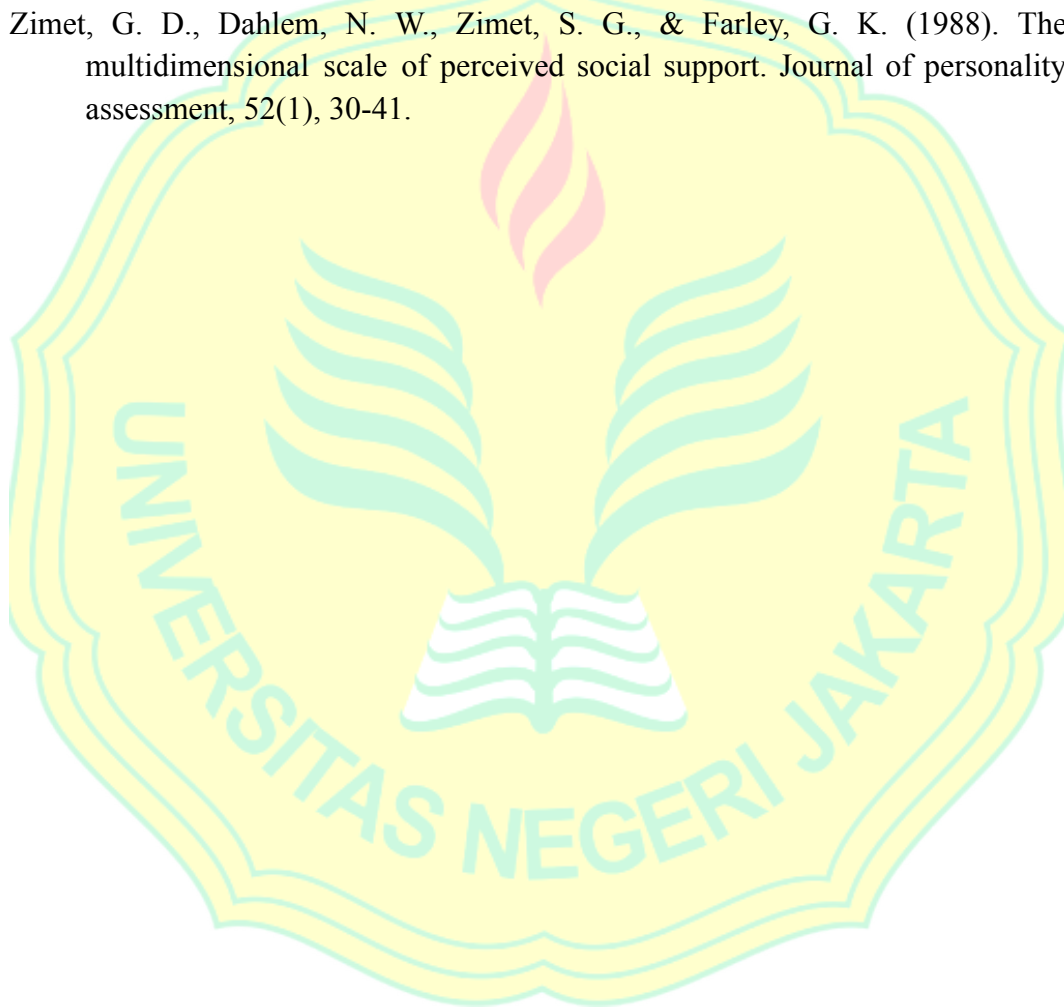 Zimet, G. D., Dahlem, N. W., Zimet, S. G., & Farley, G. K. (1988). The
multidimensional scale of perceived social support. Journal of personality
assessment, 52(1), 30-41.
UNIVERSITAS NEGERI JAKARTA